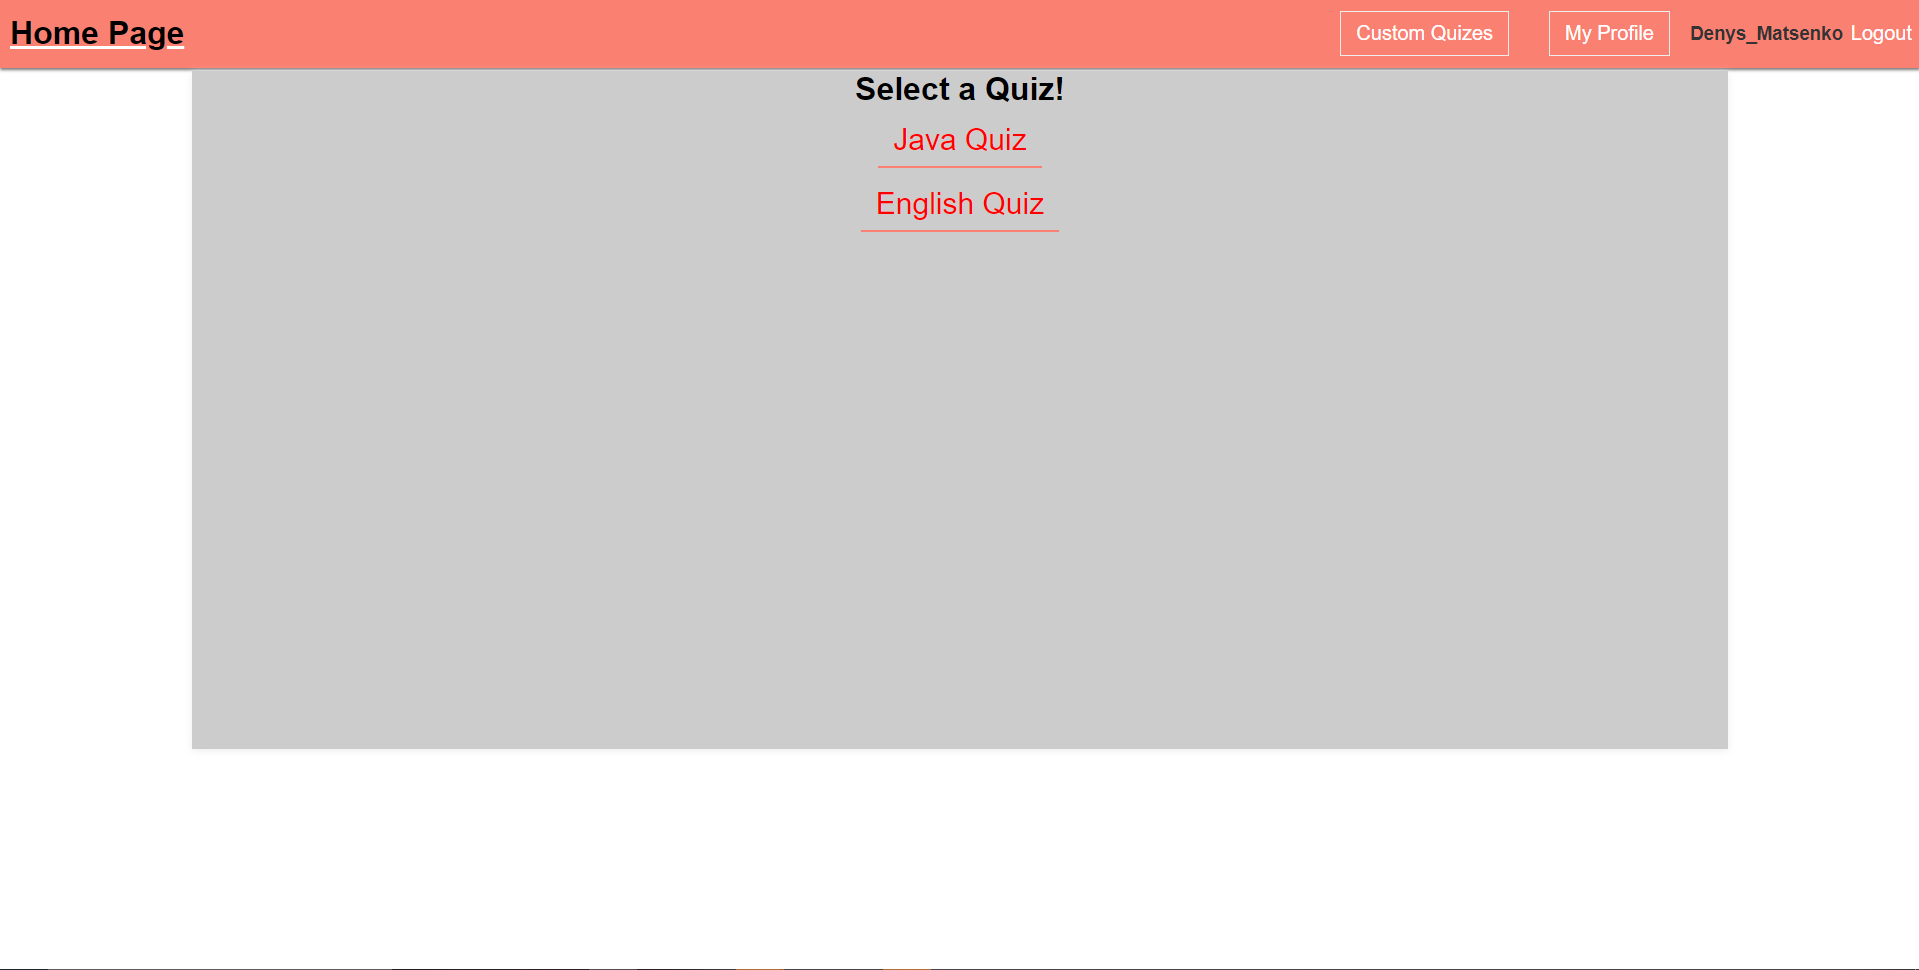 Home Page
Custom Quizes
My Profile
Denys_Matsenko Logout
Select a Quiz!
Java Quiz
English Quiz